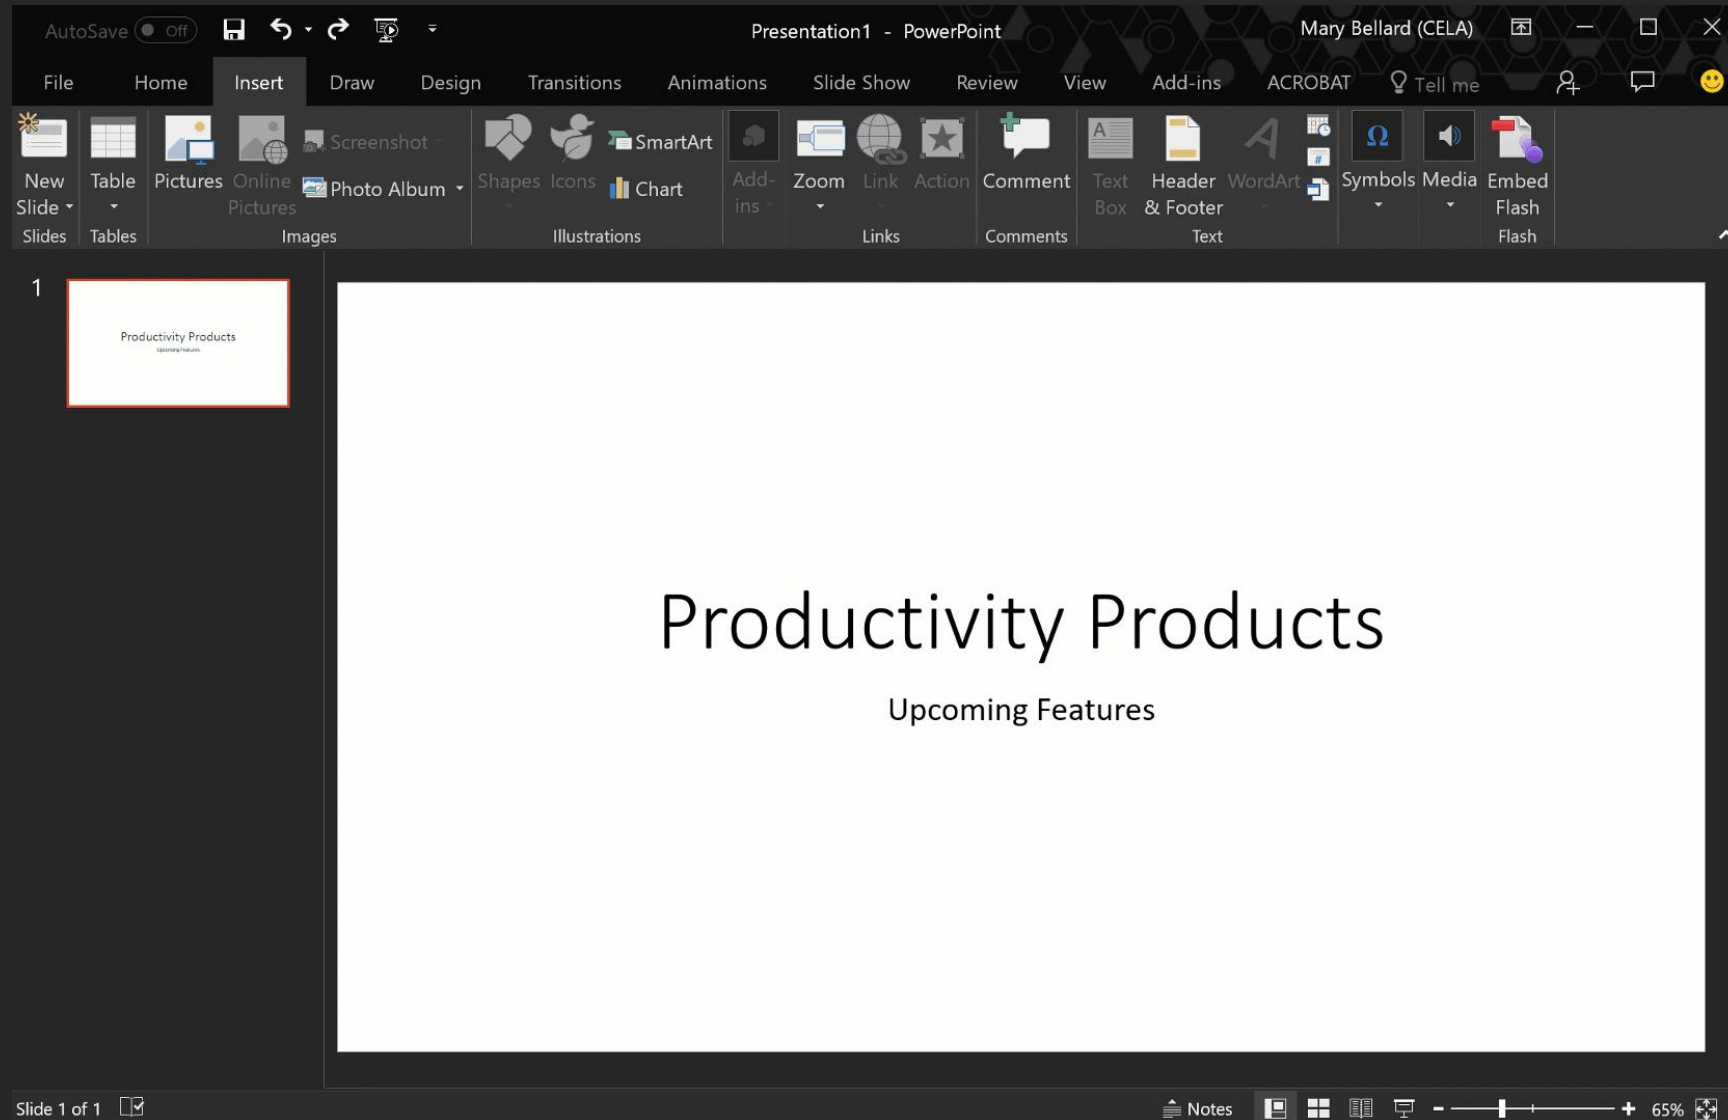 AutoSave Off
Presentation1 - PowerPoint
Mary Bellard (CELA)
File Home Insert Draw Design Transitions Animations Slide Show Review View Add-ins ACROBAT Tell me
New Slide
Table
Pictures
Online Pictures
Screenshot
Photo Album
Shapes
Icons
SmartArt
Chart
Add-ins
Zoom
Link
Action
Comment
Text Box
Header & Footer
WordArt
Symbols
Media
Embed Flash
Slides Tables Images Illustrations Links Comments Text Flash
1
Productivity Products
Upcoming Features
Productivity Products
Upcoming Features
Slide 1 of 1
Notes
65%